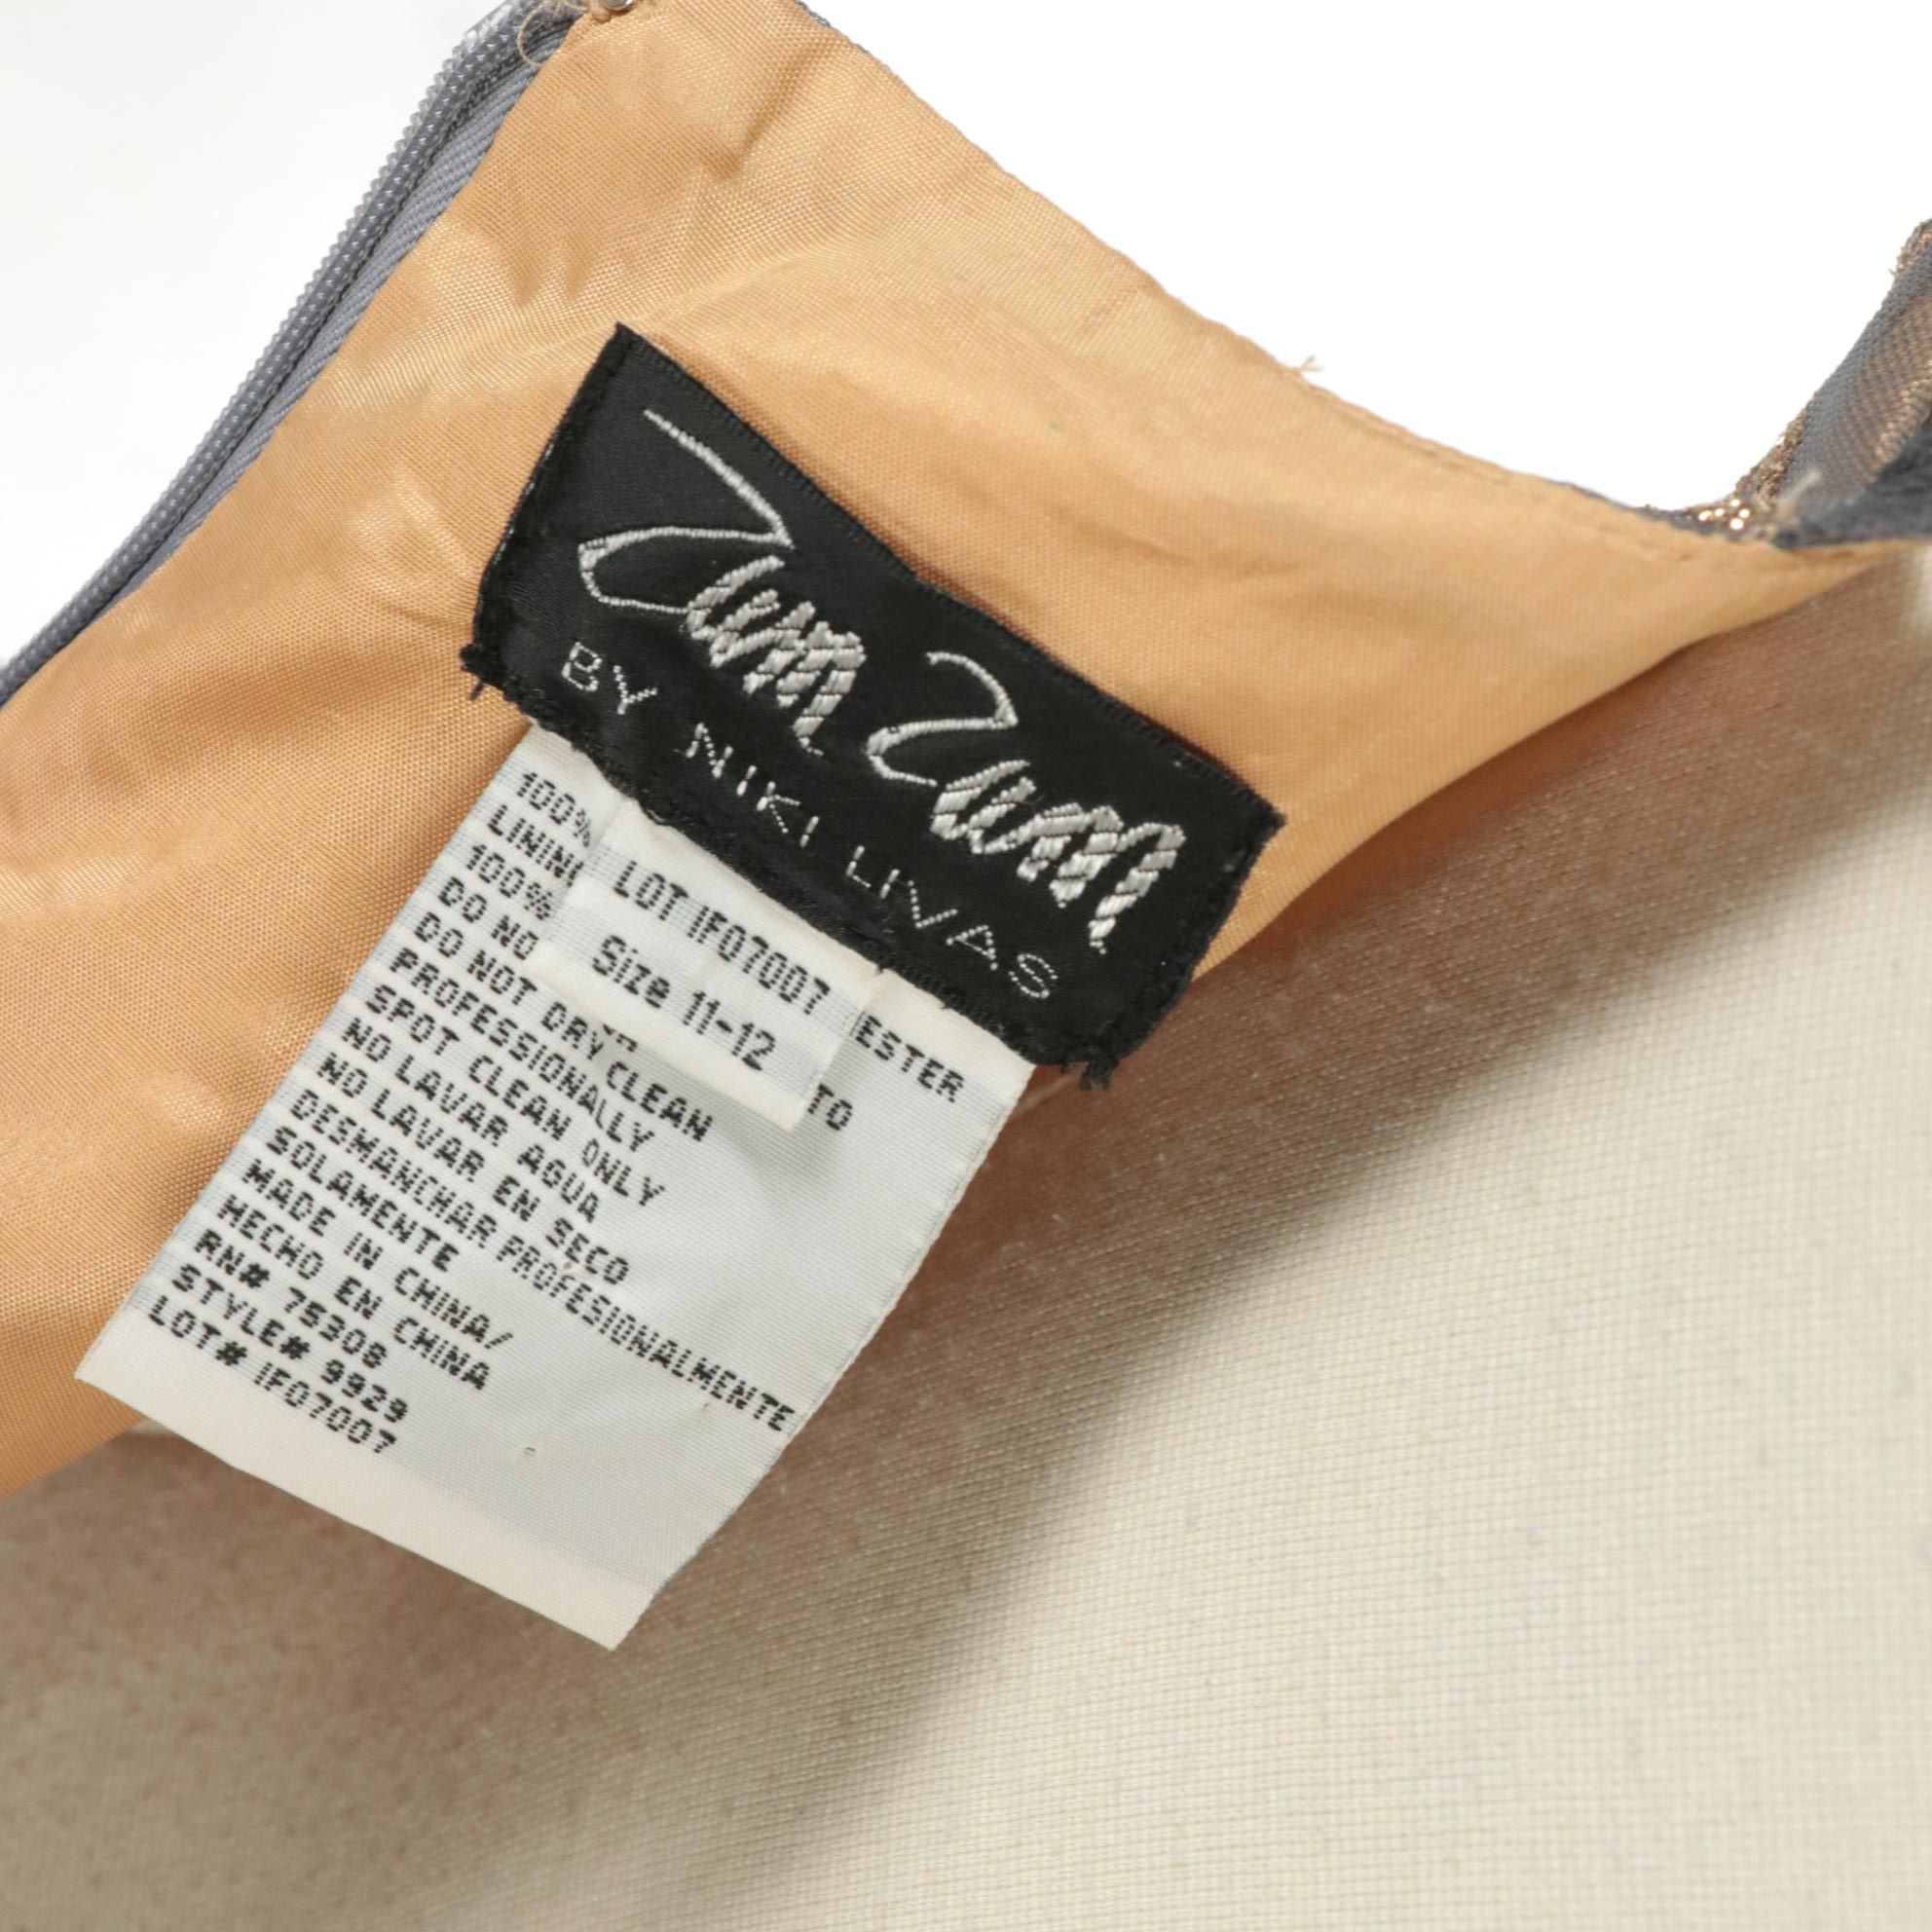 Zum Zum
BY NIKI LIVAS
LOT IF07007
Size 11-12
100%
LINING
100%
DO NO
DO NOT DRY CLEAN
PROFESSIONALLY
SPOT CLEAN ONLY
NO LAVAR AGUA
NO LAVAR EN SECO
DESMANCHAR PROFESIONALMENTE
SOLAMENTE
MADE IN CHINA/
HECHO EN CHINA
RN# 75308
STYLE# 9929
LOT# IF07007
ESTER
TO